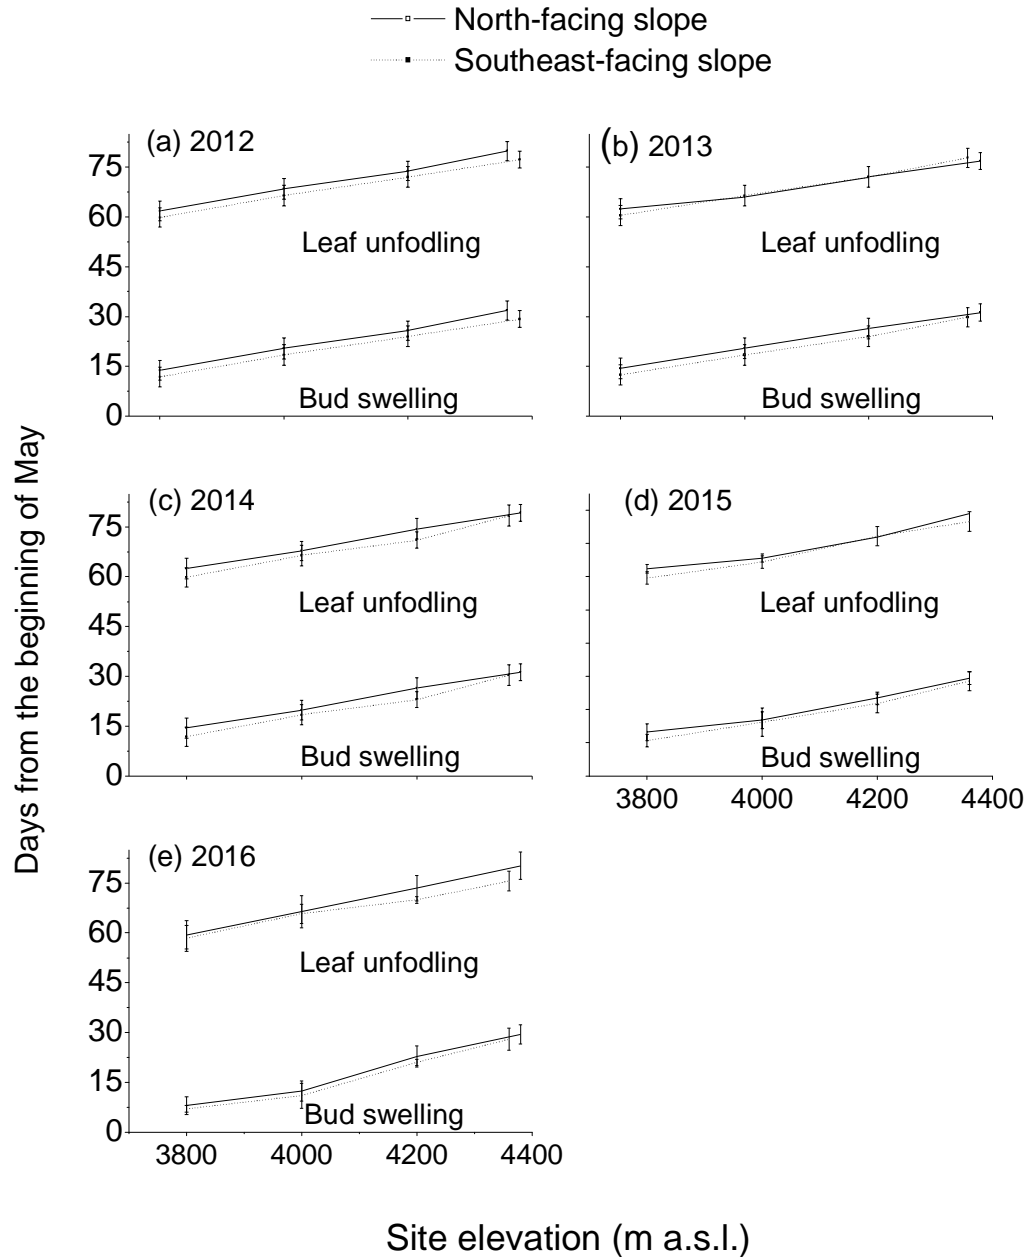 North-facing slope
Southeast-facing slope
(a) 2012
75
60
45
30
15
0
Leaf unfodling
Bud swelling
(b) 2013
Leaf unfodling
Bud swelling
Days from the beginning of May
(c) 2014
75
60
45
30
15
0
Leaf unfodling
Bud swelling
(d) 2015
Leaf unfodling
Bud swelling
3800 4000 4200 4400
(e) 2016
75
60
45
30
15
0
Leaf unfodling
Bud swelling
3800 4000 4200 4400
Site elevation (m a.s.l.)